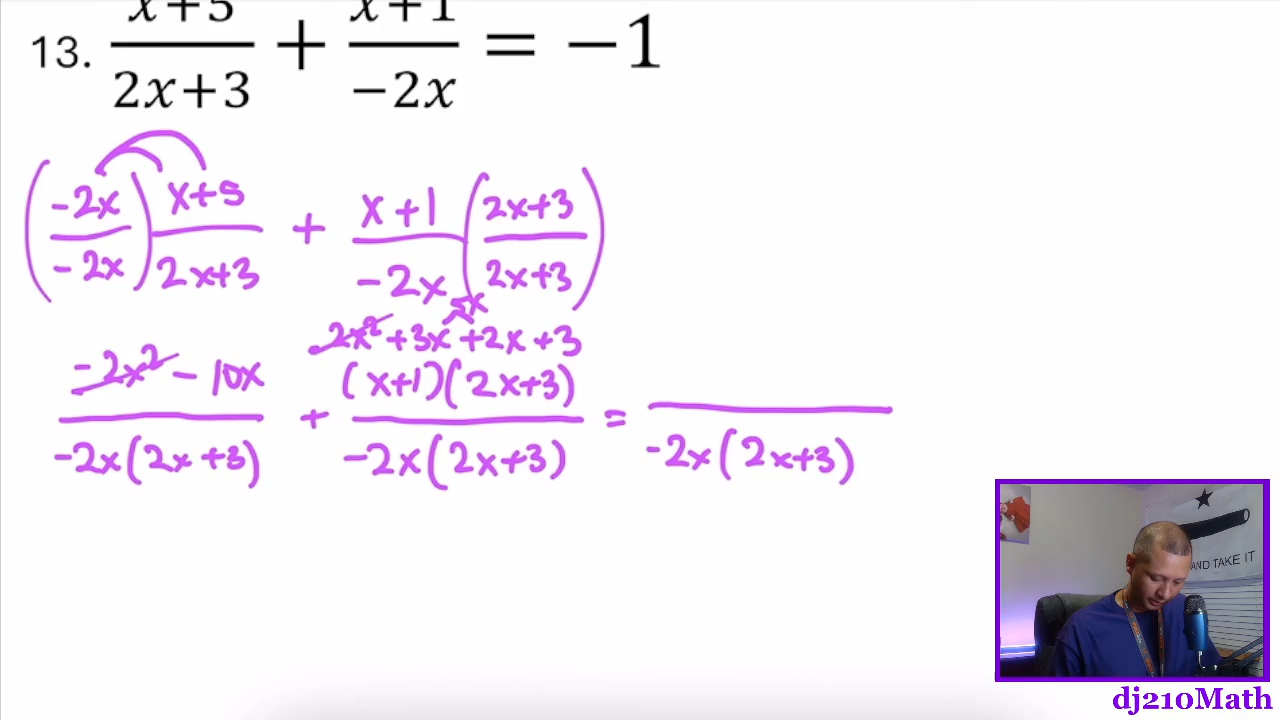 13. x+5/2x+3 + x+1/-2x = -1
(-2x/-2x) x+5/2x+3 + x+1/-2x (2x+3/2x+3)
5x
-2x² - 10x/-2x(2x+3) + 2x²+3x+2x+3
(x+1)(2x+3)/-2x(2x+3) = /-2x(2x+3)
AND TAKE IT
dj210Math